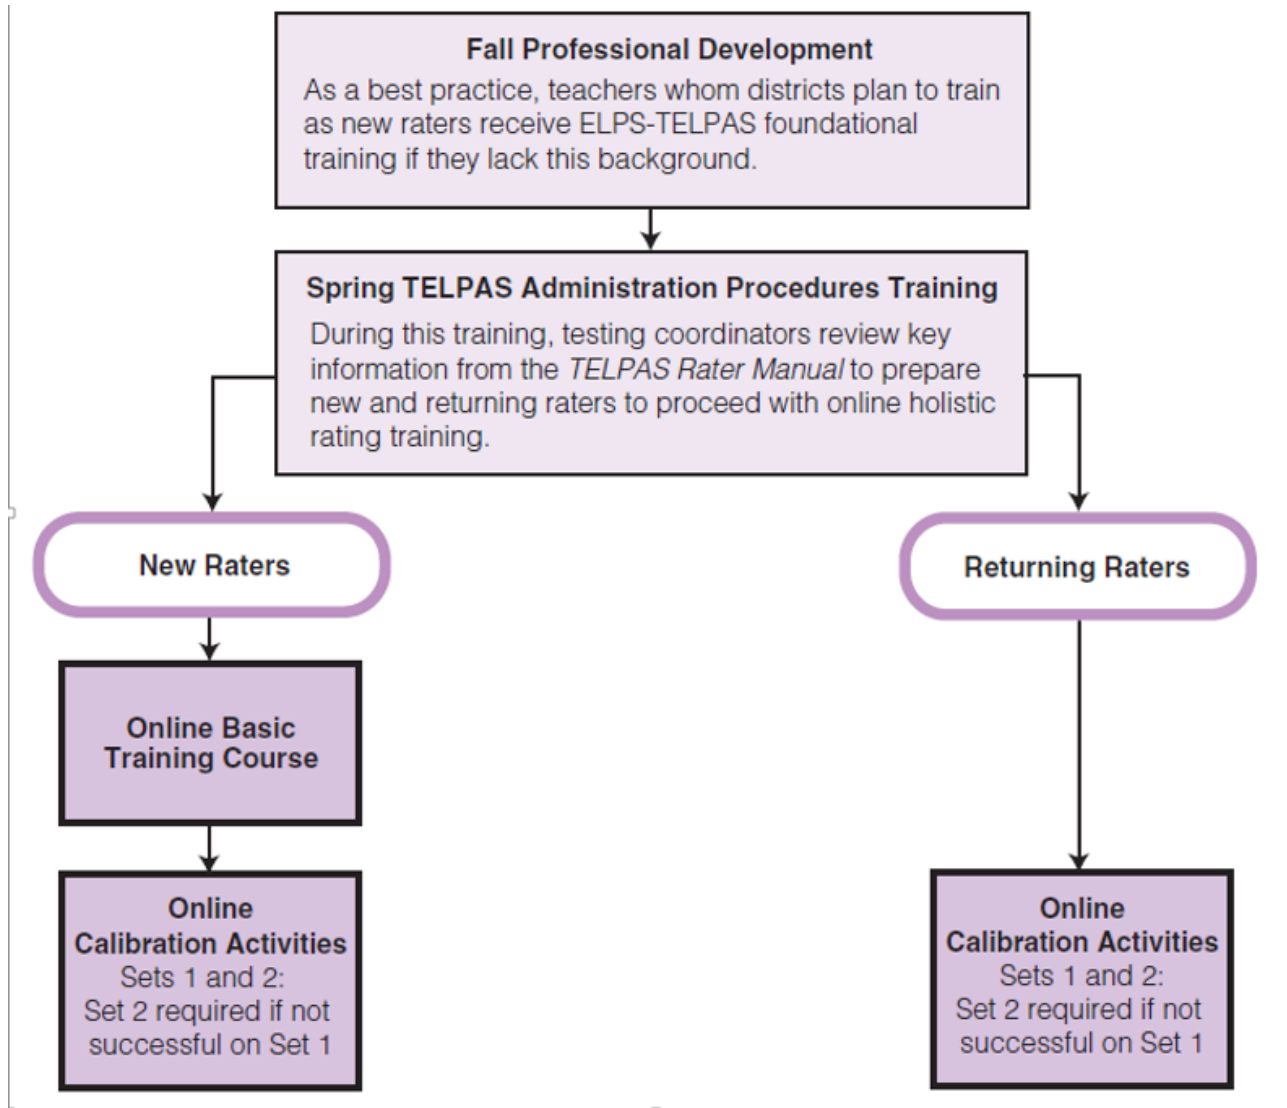 Fall Professional Development
As a best practice, teachers whom districts plan to train
as new raters receive ELPS-TELPAS foundational
training if they lack this background.
Spring TELPAS Administration Procedures Training
During this training, testing coordinators review key
information from the TELPAS Rater Manual to prepare
new and returning raters to proceed with online holistic
rating training.
New Raters
Online Basic
Training Course
Online
Calibration Activities
Sets 1 and 2:
Set 2 required if not
successful on Set 1
Returning Raters
Online
Calibration Activities
Sets 1 and 2:
Set 2 required if not
successful on Set 1